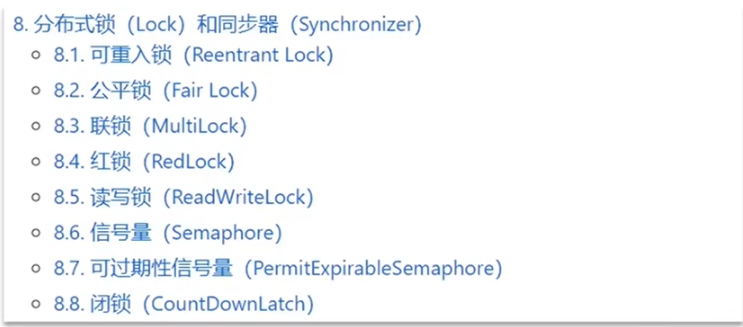 8. 分布式锁（Lock）和同步器（Synchronizer）
8.1. 可重入锁（Reentrant Lock）
8.2. 公平锁（Fair Lock）
8.3. 联锁（MultiLock）
8.4. 红锁（RedLock）
8.5. 读写锁（ReadWriteLock）
8.6. 信号量（Semaphore）
8.7. 可过期性信号量（PermitExpirableSemaphore）
8.8. 闭锁（CountDownLatch）